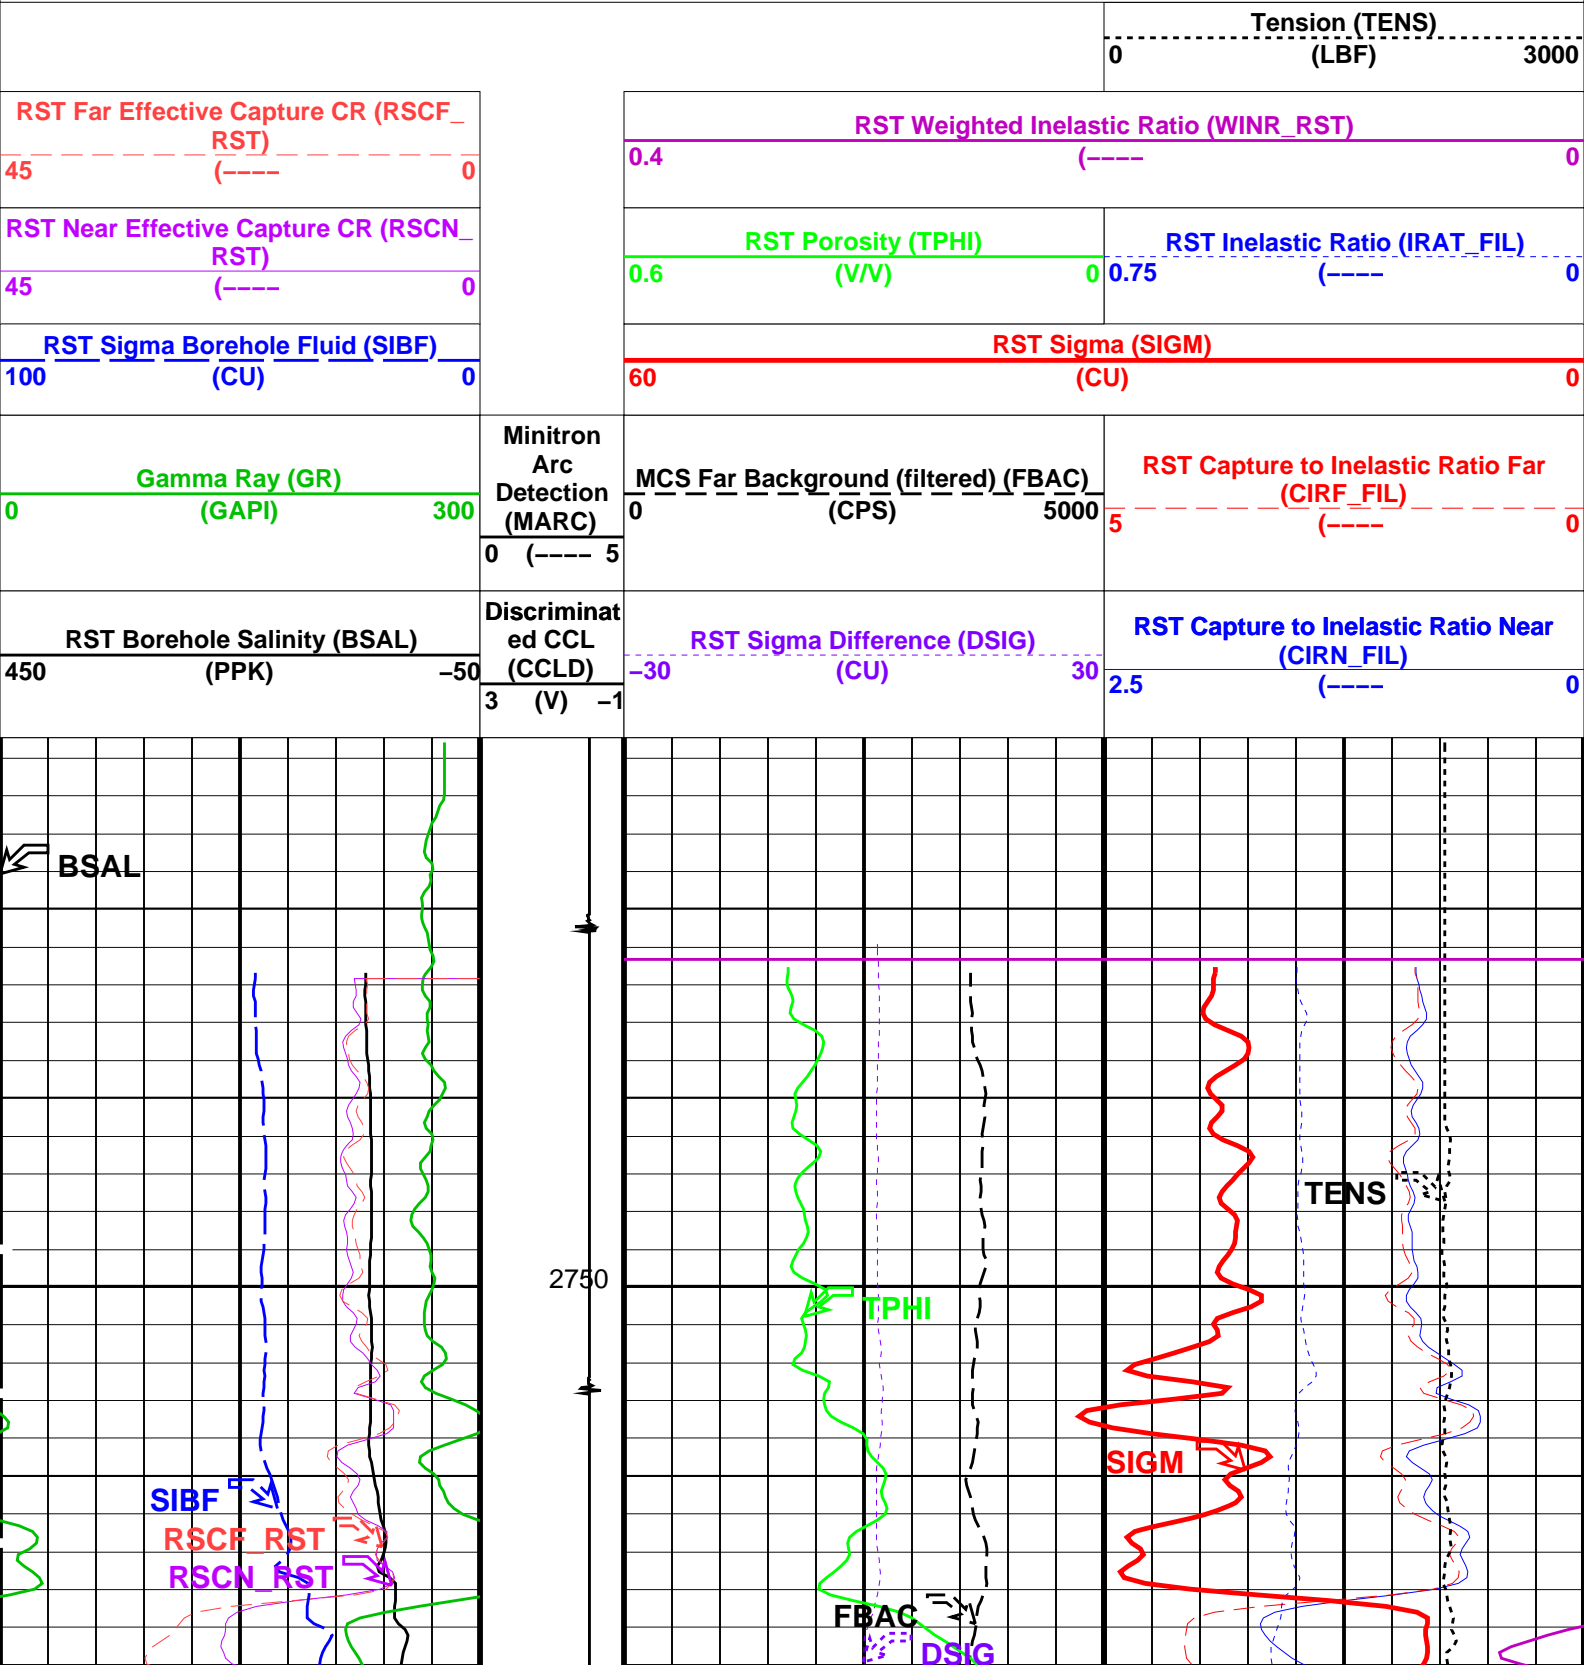 Tension (TENS)
0 (LBF) 3000
RST Far Effective Capture CR (RSCF_
RST)
45 (---- 0
RST Weighted Inelastic Ratio (WINR_RST)
0.4 (---- 0
RST Near Effective Capture CR (RSCN_
RST)
45 (---- 0
RST Porosity (TPHI)
0.6 (V/V) 0
RST Inelastic Ratio (IRAT_FIL)
0.75 (---- 0
RST Sigma Borehole Fluid (SIBF)
100 (CU) 0
RST Sigma (SIGM)
60 (CU) 0
Gamma Ray (GR)
0 (GAPI) 300
Minitron
Arc
Detection
(MARC)
0 (---- 5
MCS Far Background (filtered) (FBAC)
0 (CPS) 5000
RST Capture to Inelastic Ratio Far
(CIRF_FIL)
5 (---- 0
RST Borehole Salinity (BSAL)
450 (PPK) −50
Discriminat
ed CCL
(CCLD)
3 (V) −1
RST Sigma Difference (DSIG)
−30 (CU) 30
RST Capture to Inelastic Ratio Near
(CIRN_FIL)
2.5 (---- 0
BSAL
TENS
2750
TPHI
SIGM
SIBF
RSCF_RST
RSCN_RST
FBAC
DSIG